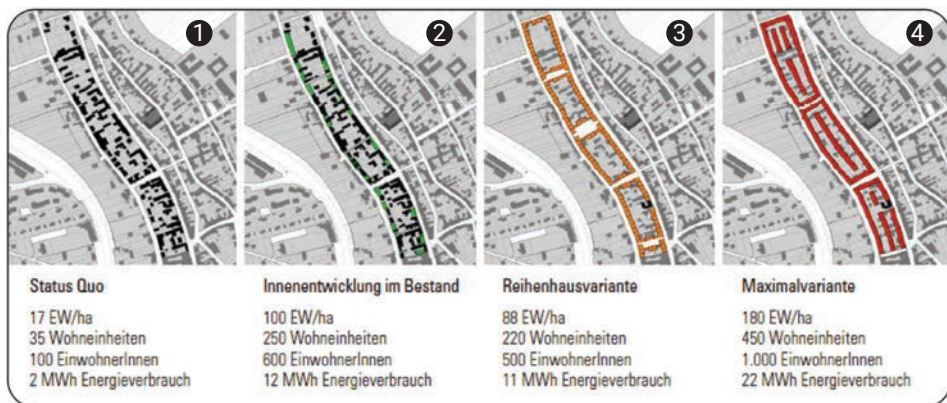 1
2
3
4
Status Quo
17 EW/ha
35 Wohneinheiten
100 EinwohnerInnen
2 MWh Energieverbrauch
Innenentwicklung im Bestand
100 EW/ha
250 Wohneinheiten
600 EinwohnerInnen
12 MWh Energieverbrauch
Reihenhausvariante
88 EW/ha
220 Wohneinheiten
500 EinwohnerInnen
11 MWh Energieverbrauch
Maximalvariante
180 EW/ha
450 Wohneinheiten
1.000 EinwohnerInnen
22 MWh Energieverbrauch